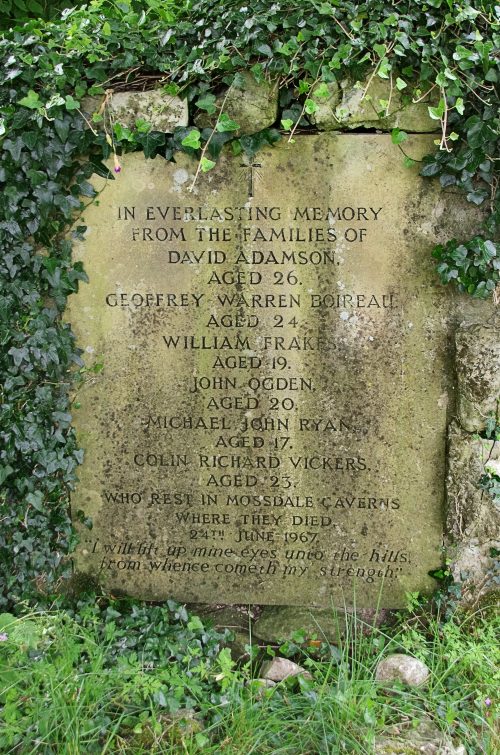 IN EVERLASTING MEMORY
FROM THE FAMILIES OF
DAVID ADAMSON.
AGED 26.
GEOFFREY WARREN BOIREAU.
AGED 24.
WILLIAM FRAKES.
AGED 19.
JOHN OGDEN.
AGED 20.
MICHAEL JOHN RYAN.
AGED 17.
COLIN RICHARD VICKERS.
AGED 23.
WHO REST IN MOSSDALE CAVERNS
WHERE THEY DIED.
24TH JUNE 1967.
"I will lift up mine eyes unto the hills,
from whence cometh my strength."